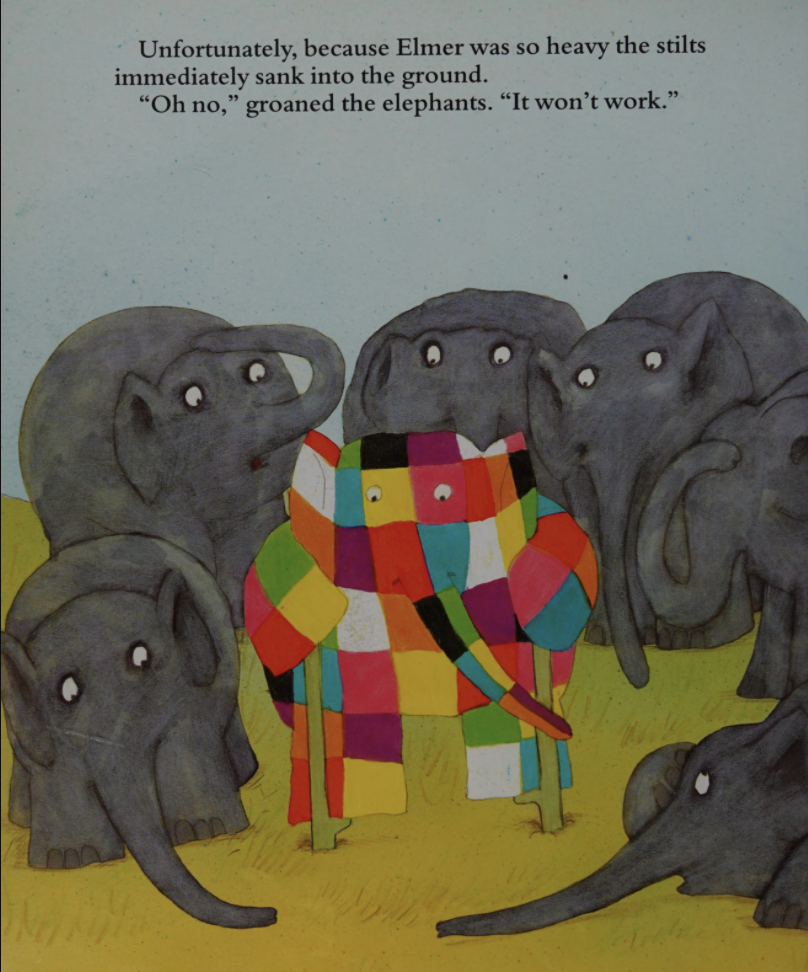 Unfortunately, because Elmer was so heavy the stilts
immediately sank into the ground.
“Oh no,” groaned the elephants. “It won’t work.”